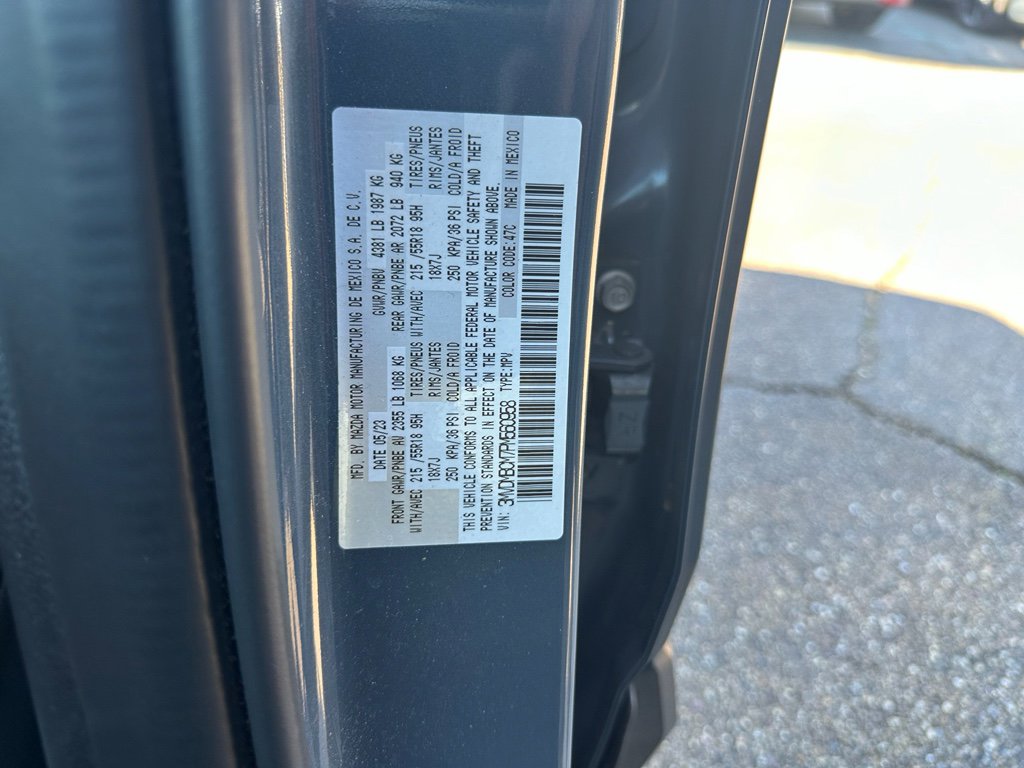 MFD. BY MAZDA MOTOR MANUFACTURING DE MEXICO S.A. DE C.V.
DATE 05/23 GVWR/PNBV 4381 LB 1987 KG
FRONT GAWR/PNBE AV 2355 LB 1068 KG REAR GAWR/PNBE AR 2072 LB 940 KG
WITH/AVEC 215 /55R18 95H TIRES/PNEUS WITH/AVEC 215 /55R18 95H TIRES/PNEUS
18X7J RIMS/JANTES 18X7J RIMS/JANTES
250 KPA/36 PSI COLD/A FROID 250 KPA/36 PSI COLD/A FROID
THIS VEHICLE CONFORMS TO ALL APPLICABLE FEDERAL MOTOR VEHICLE SAFETY AND THEFT
PREVENTION STANDARDS IN EFFECT ON THE DATE OF MANUFACTURE SHOWN ABOVE.
VIN: 3MVDMBCM7PM560958 TYPE:MPV COLOR CODE:47C MADE IN MEXICO